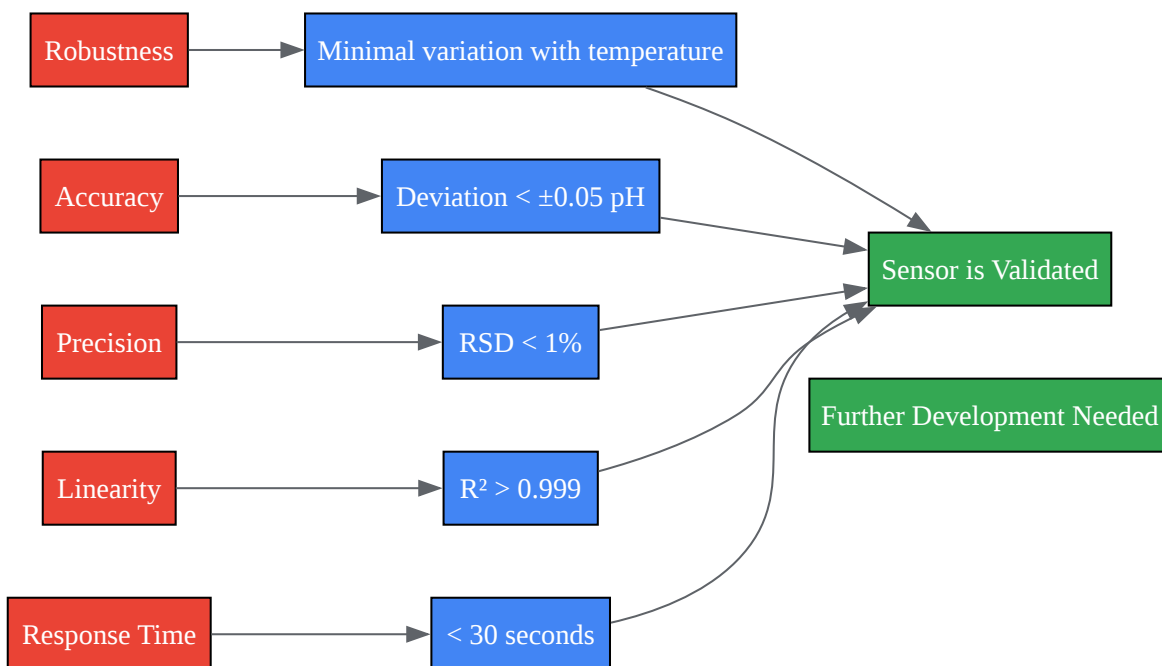 Robustness
Minimal variation with temperature
Accuracy
Deviation < ±0.05 pH
Sensor is Validated
Precision
RSD < 1%
Further Development Needed
Linearity
R² > 0.999
Response Time
< 30 seconds